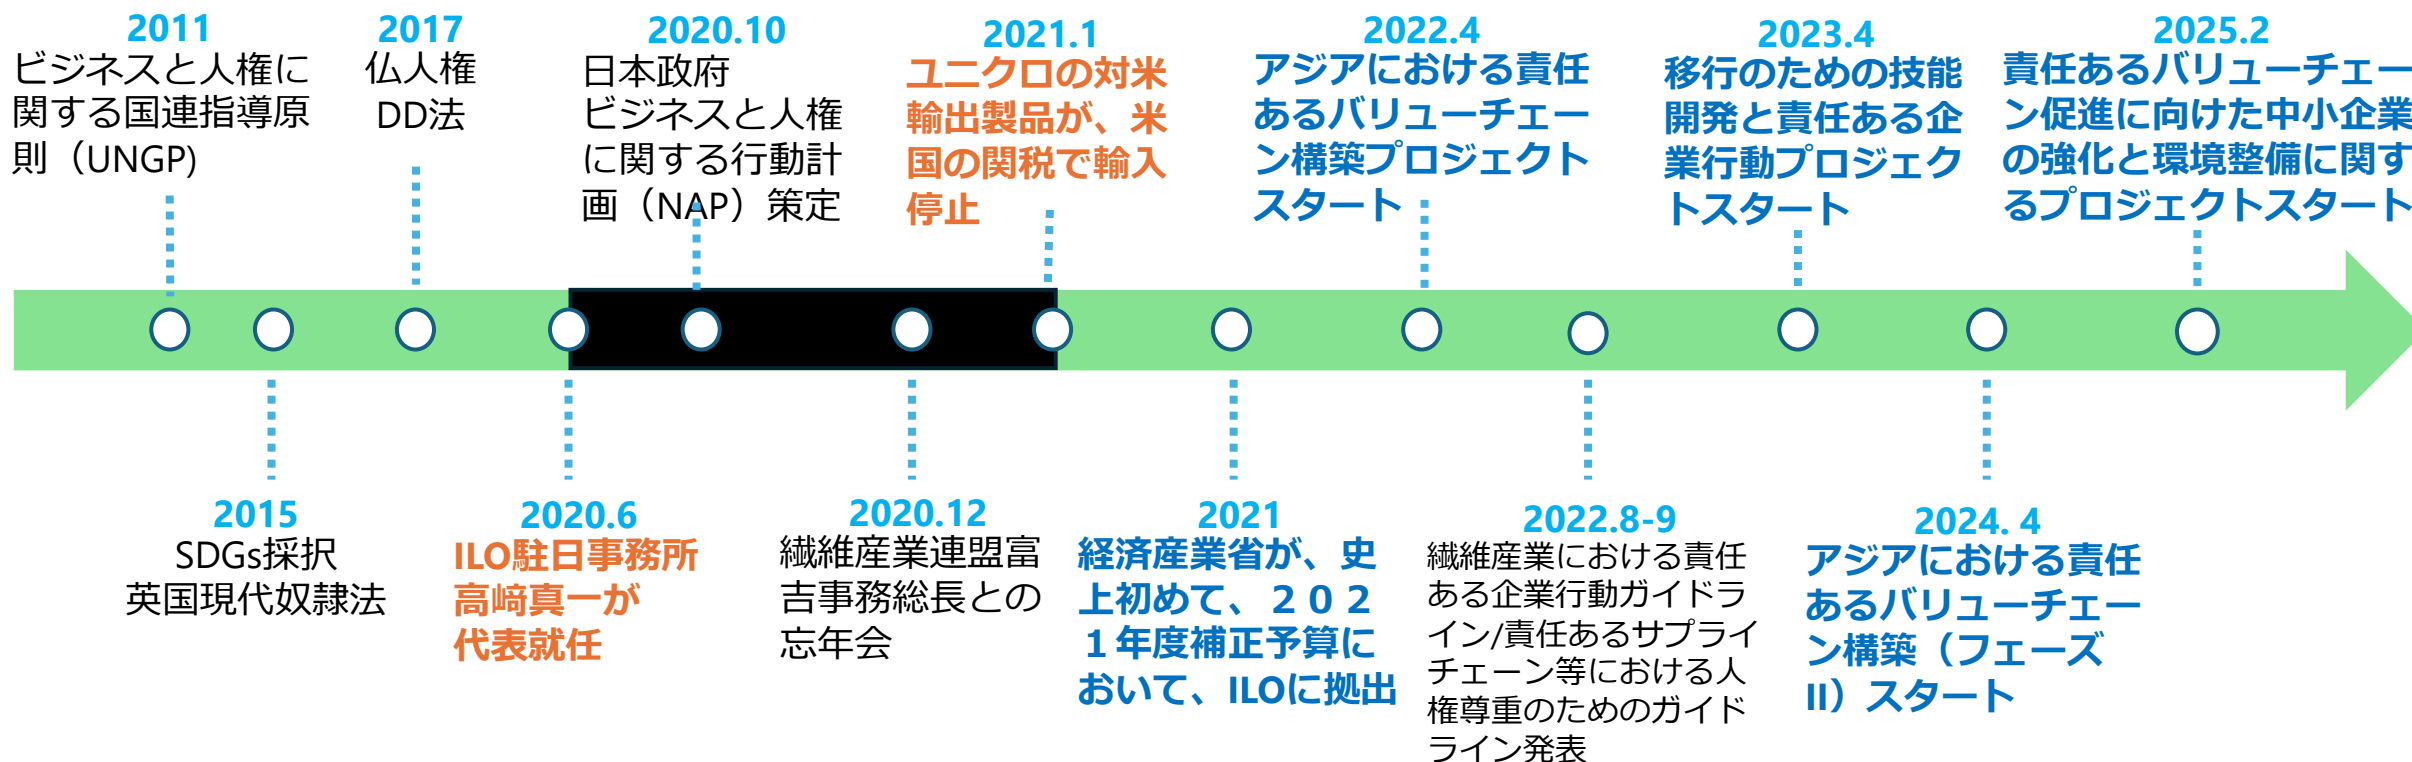 2011
ビジネスと人権に
関する国連指導原
則（UNGP)
2017
仏人権
DD法
2020.10
日本政府
ビジネスと人権
に関する行動計
画（NAP）策定
2021.1
ユニクロの対米
輸出製品が、米
国の関税で輸入
停止
2022.4
アジアにおける責任
あるバリューチェー
ン構築プロジェクト
スタート
2023.4
移行のための技能
開発と責任ある企
業行動プロジェク
トスタート
2025.2
責任あるバリューチェー
ン促進に向けた中小企業
の強化と環境整備に関す
るプロジェクトスタート
2015
SDGs採択
英国現代奴隷法
2020.6
ILO駐日事務所
高﨑真一が
代表就任
2020.12
繊維産業連盟富
吉事務総長との
忘年会
2021
経済産業省が、史
上初めて、２０２
１年度補正予算に
おいて、ILOに拠出
2022.8-9
繊維産業における責任
ある企業行動ガイドラ
イン/責任あるサプライ
チェーン等における人
権尊重のためのガイド
ライン発表
2024. 4
アジアにおける責任
あるバリューチェー
ン構築（フェーズ
II）スタート